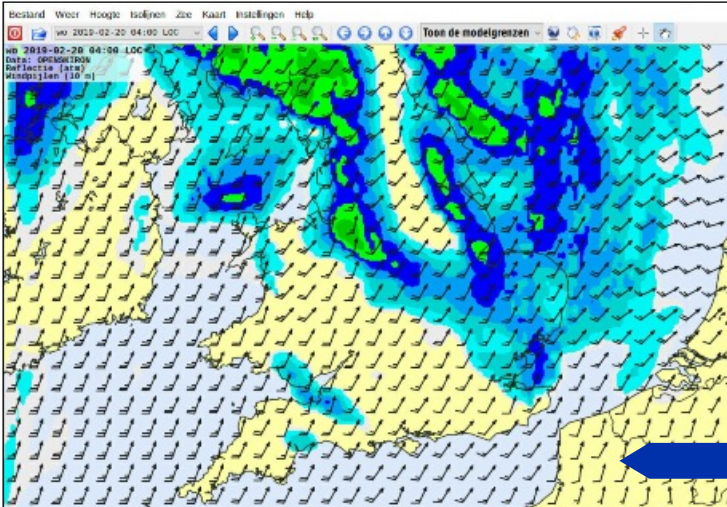 Bestand Weer Hoogte Isolijnen Zee Kaart Instellingen Help
wo 2019-02-20 04:00 LOC Toon de modelgrenzen
wo 2019-02-20 04:00 LOC
Data: OPENSKIRON
Reflectie (atm)
Windpijlen (10 m)